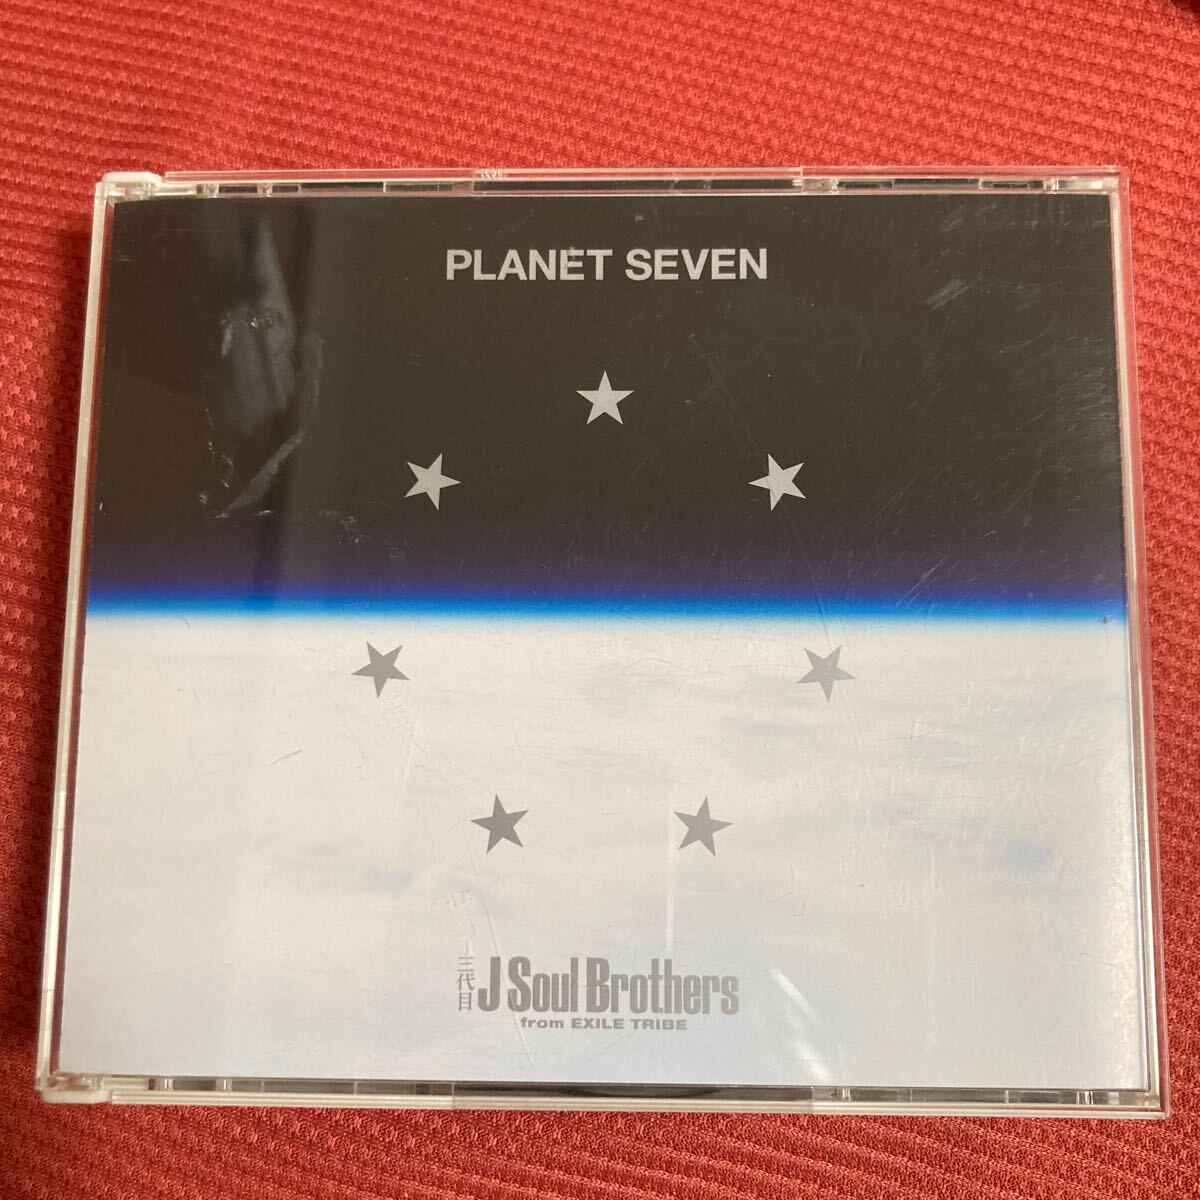 PLANET SEVEN
三代目 J Soul Brothers
from EXILE TRIBE